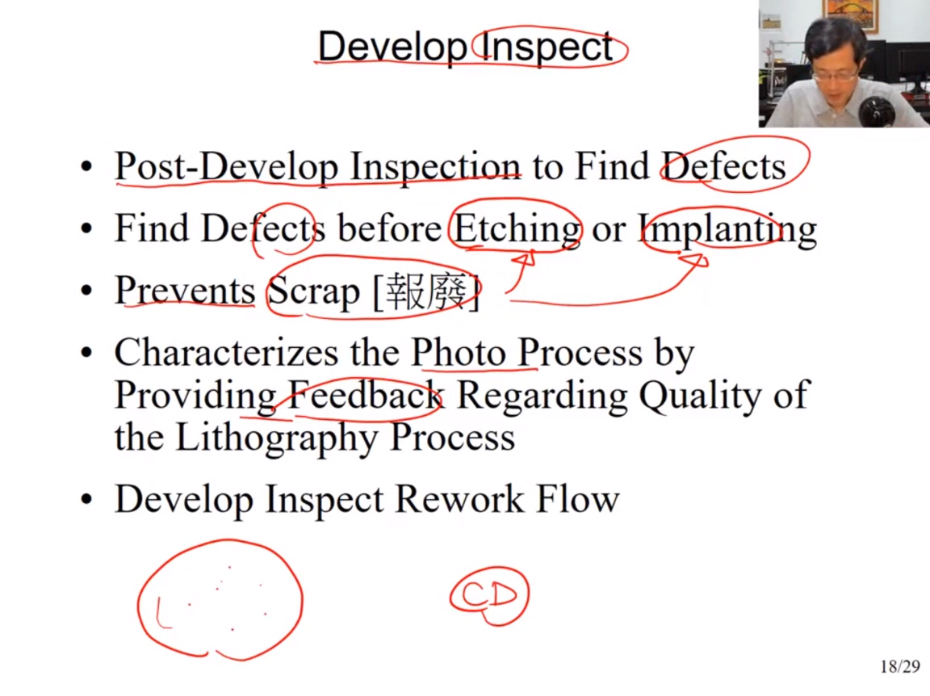 Develop Inspect
• Post-Develop Inspection to Find Defects
• Find Defects before Etching or Implanting
• Prevents Scrap [報廢]
• Characterizes the Photo Process by
Providing Feedback Regarding Quality of
the Lithography Process
• Develop Inspect Rework Flow
CD
18/29